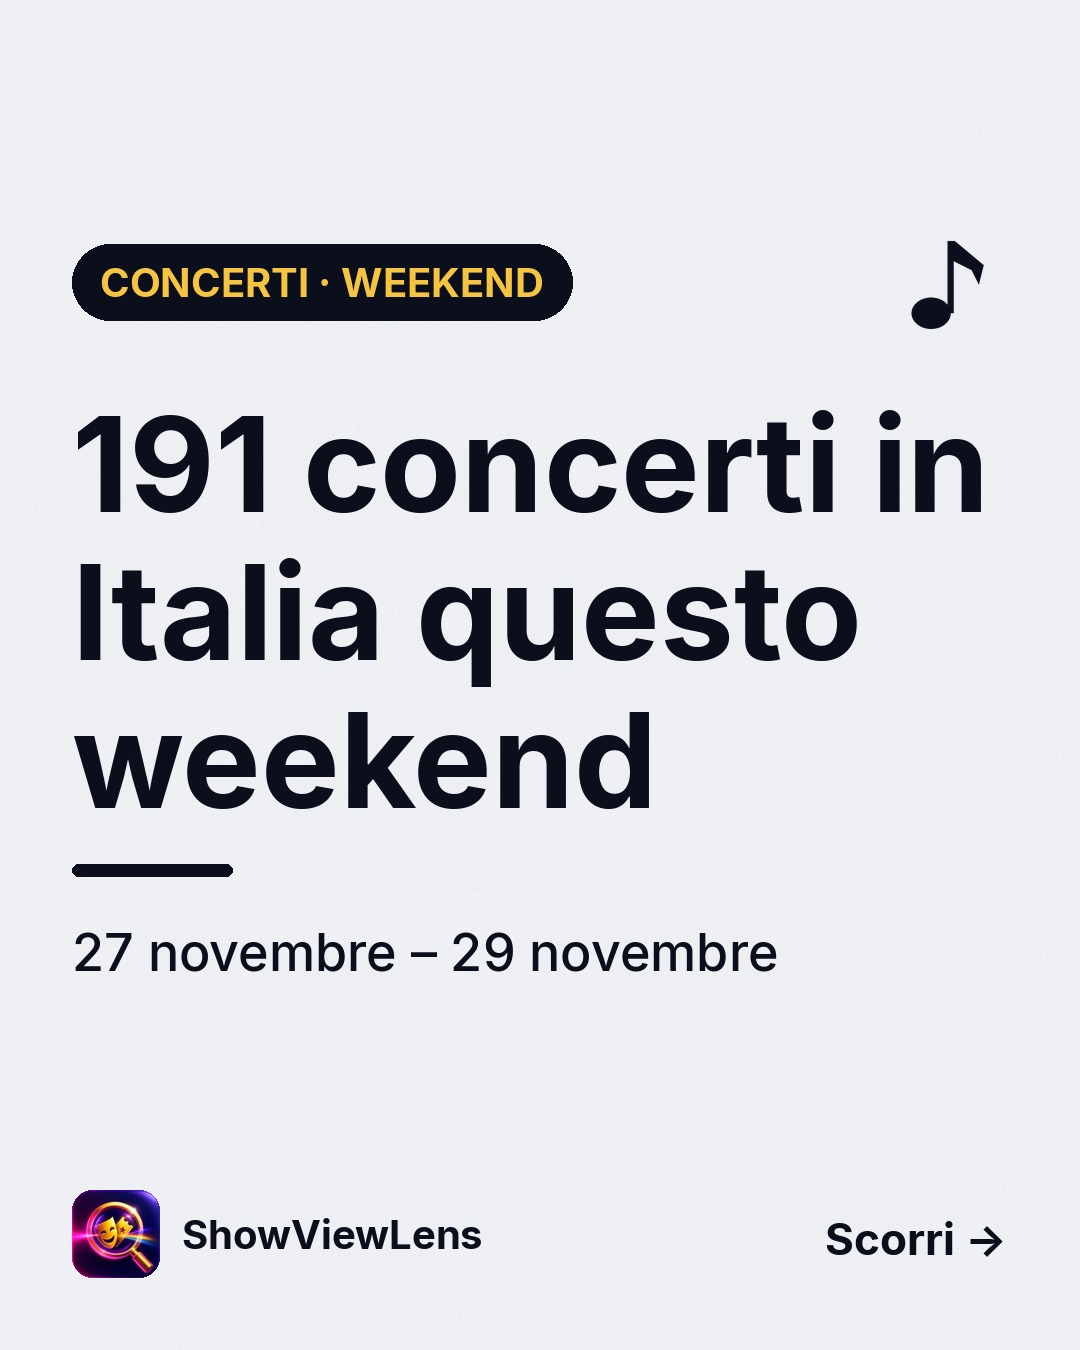 CONCERTI · WEEKEND
191 concerti in
Italia questo
weekend
27 novembre – 29 novembre
ShowViewLens
Scorri →